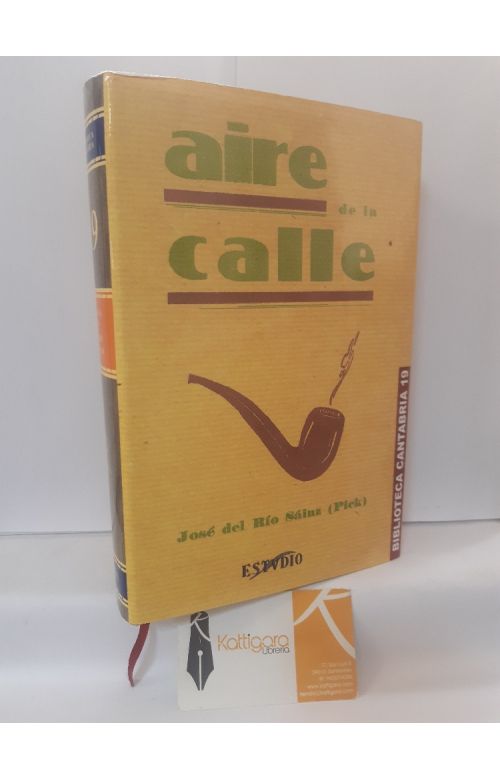 aire
de la
calle
José del Río Sáinz (Pick)
ESTVDIO
BIBLIOTECA CANTABRIA 19
Kattigara
Librería